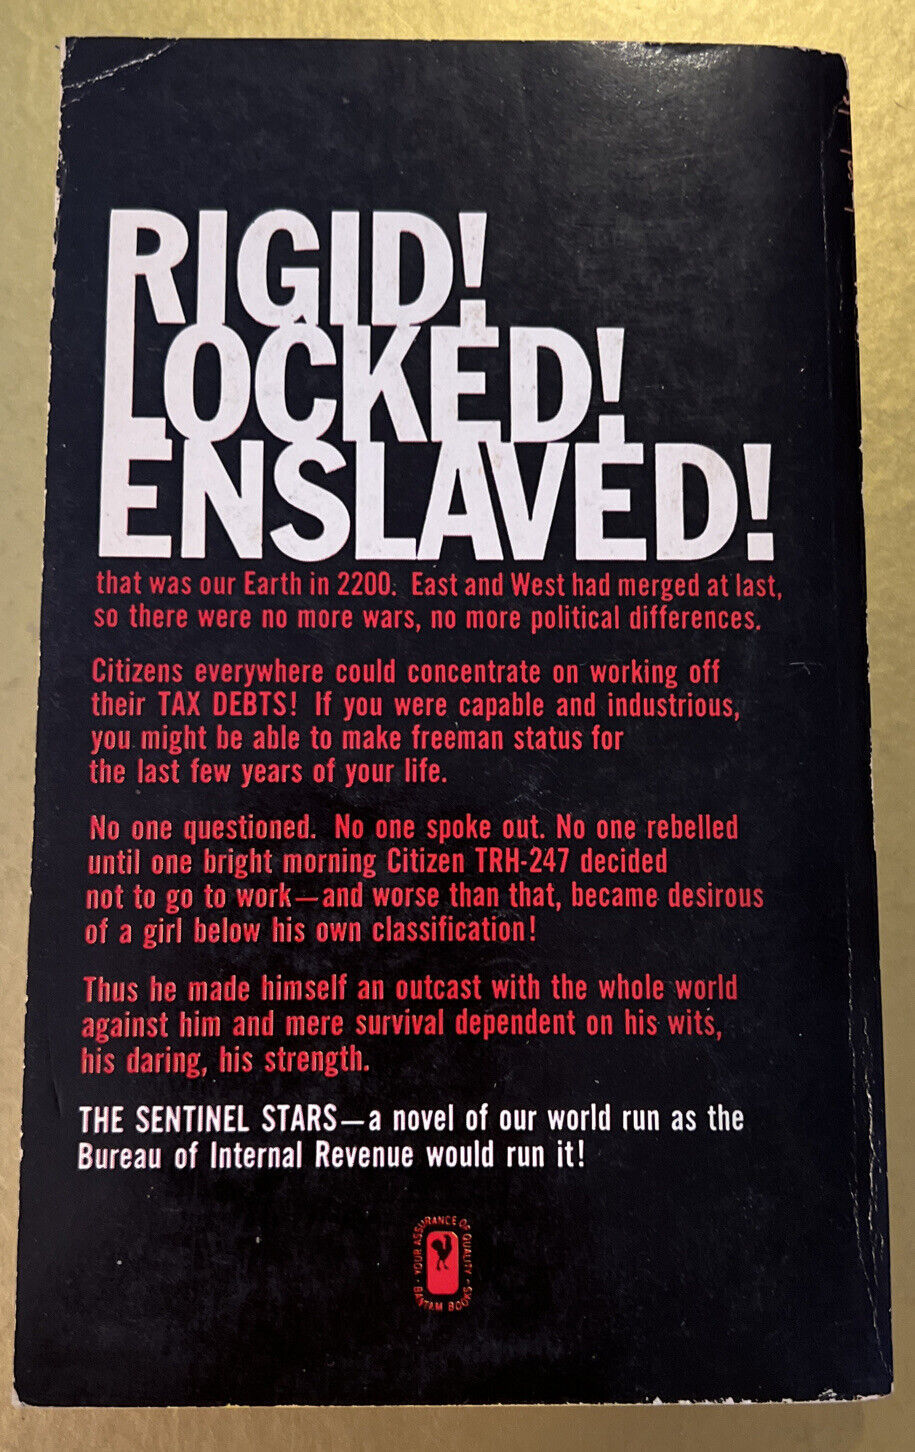 RIGID!
LOCKED!
ENSLAVED!
that was our Earth in 2200. East and West had merged at last,
so there were no more wars, no more political differences.
Citizens everywhere could concentrate on working off
their TAX DEBTS! If you were capable and industrious,
you might be able to make freeman status for
the last few years of your life.
No one questioned. No one spoke out. No one rebelled
until one bright morning Citizen TRH-247 decided
not to go to work—and worse than that, became desirous
of a girl below his own classification!
Thus he made himself an outcast with the whole world
against him and mere survival dependent on his wits,
his daring, his strength.
THE SENTINEL STARS—a novel of our world run as the
Bureau of Internal Revenue would run it!
YOUR ASSURANCE OF QUALITY
BANTAM BOOKS